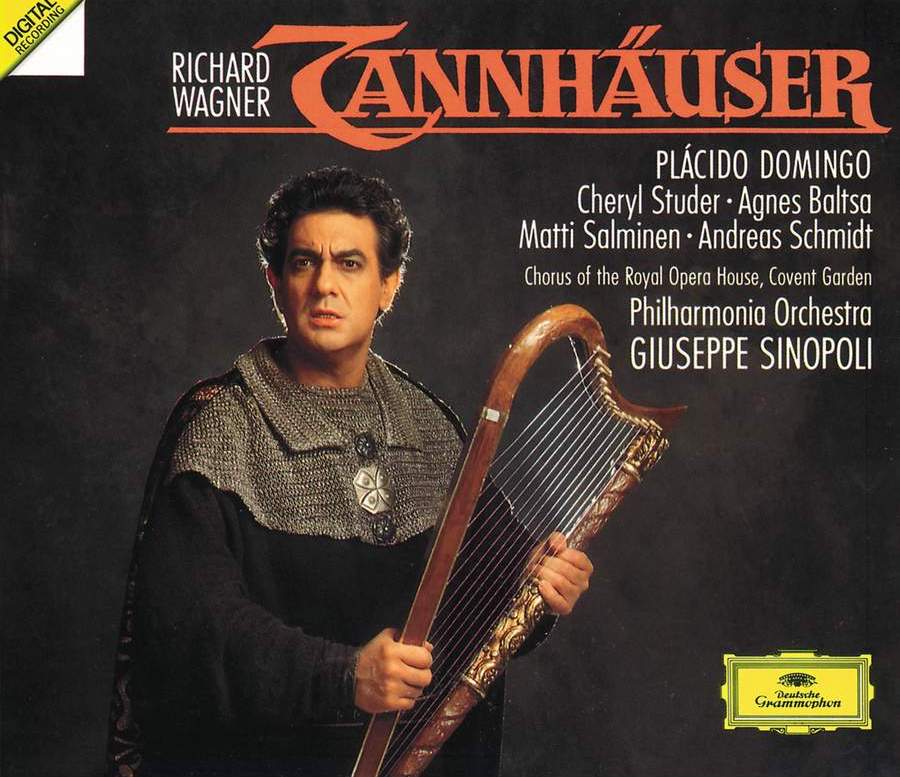 DIGITAL
RECORDING
RICHARD
WAGNER
TANNHÄUSER
PLÁCIDO DOMINGO
Cheryl Studer · Agnes Baltsa
Matti Salminen · Andreas Schmidt
Chorus of the Royal Opera House, Covent Garden
Philharmonia Orchestra
GIUSEPPE SINOPOLI
Deutsche
Grammophon